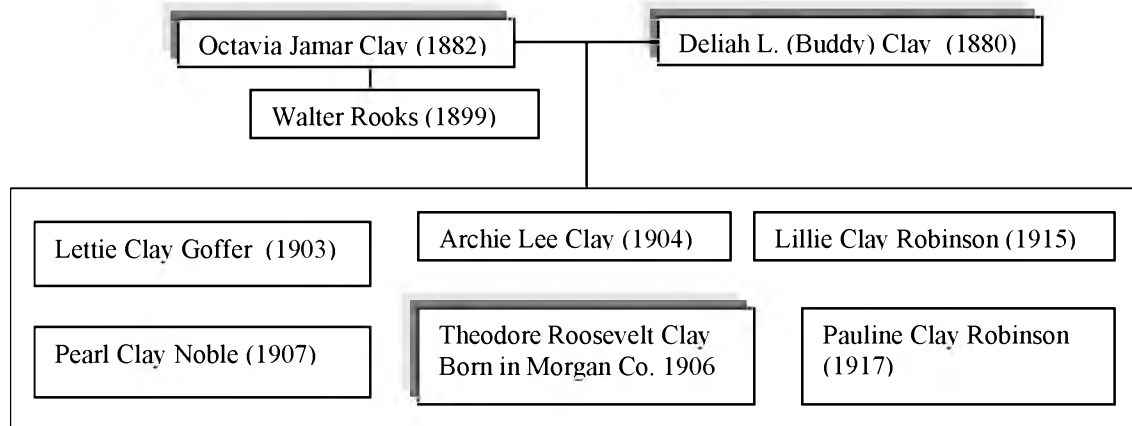 Octavia Jamar Clay (1882)
Deliah L. (Buddy) Clay (1880)
Walter Rooks (1899)
Lettie Clay Goffer (1903)
Archie Lee Clay (1904)
Lillie Clay Robinson (1915)
Pearl Clay Noble (1907)
Theodore Roosevelt Clay
Born in Morgan Co. 1906
Pauline Clay Robinson
(1917)